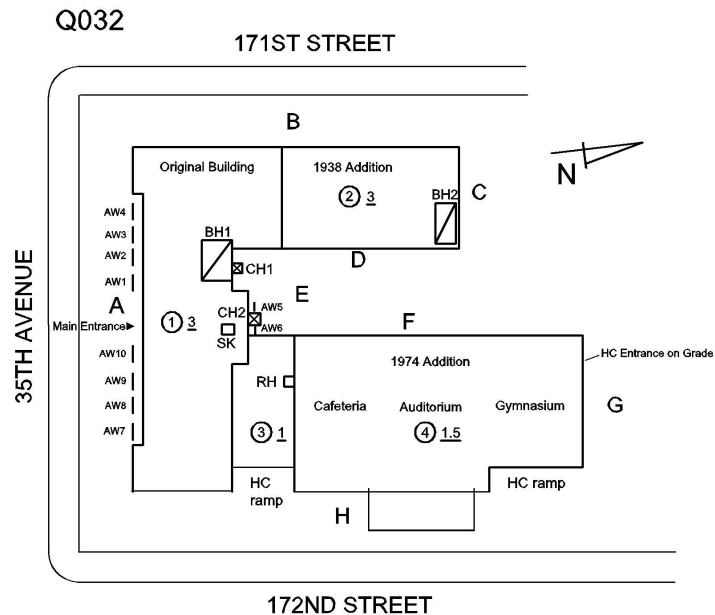 Q032
171ST STREET
B
Original Building
1938 Addition
2 3
N
BH2
C
AW4
AW3
AW2
AW1
BH1
CH1
D
E
A
Main Entrance
1 3
CH2
SK
AW5
AW6
F
35TH AVENUE
AW10
AW9
AW8
AW7
RH
1974 Addition
HC Entrance on Grade
Cafeteria
Auditorium
Gymnasium
G
3 1
4 1.5
HC
ramp
HC ramp
H
172ND STREET